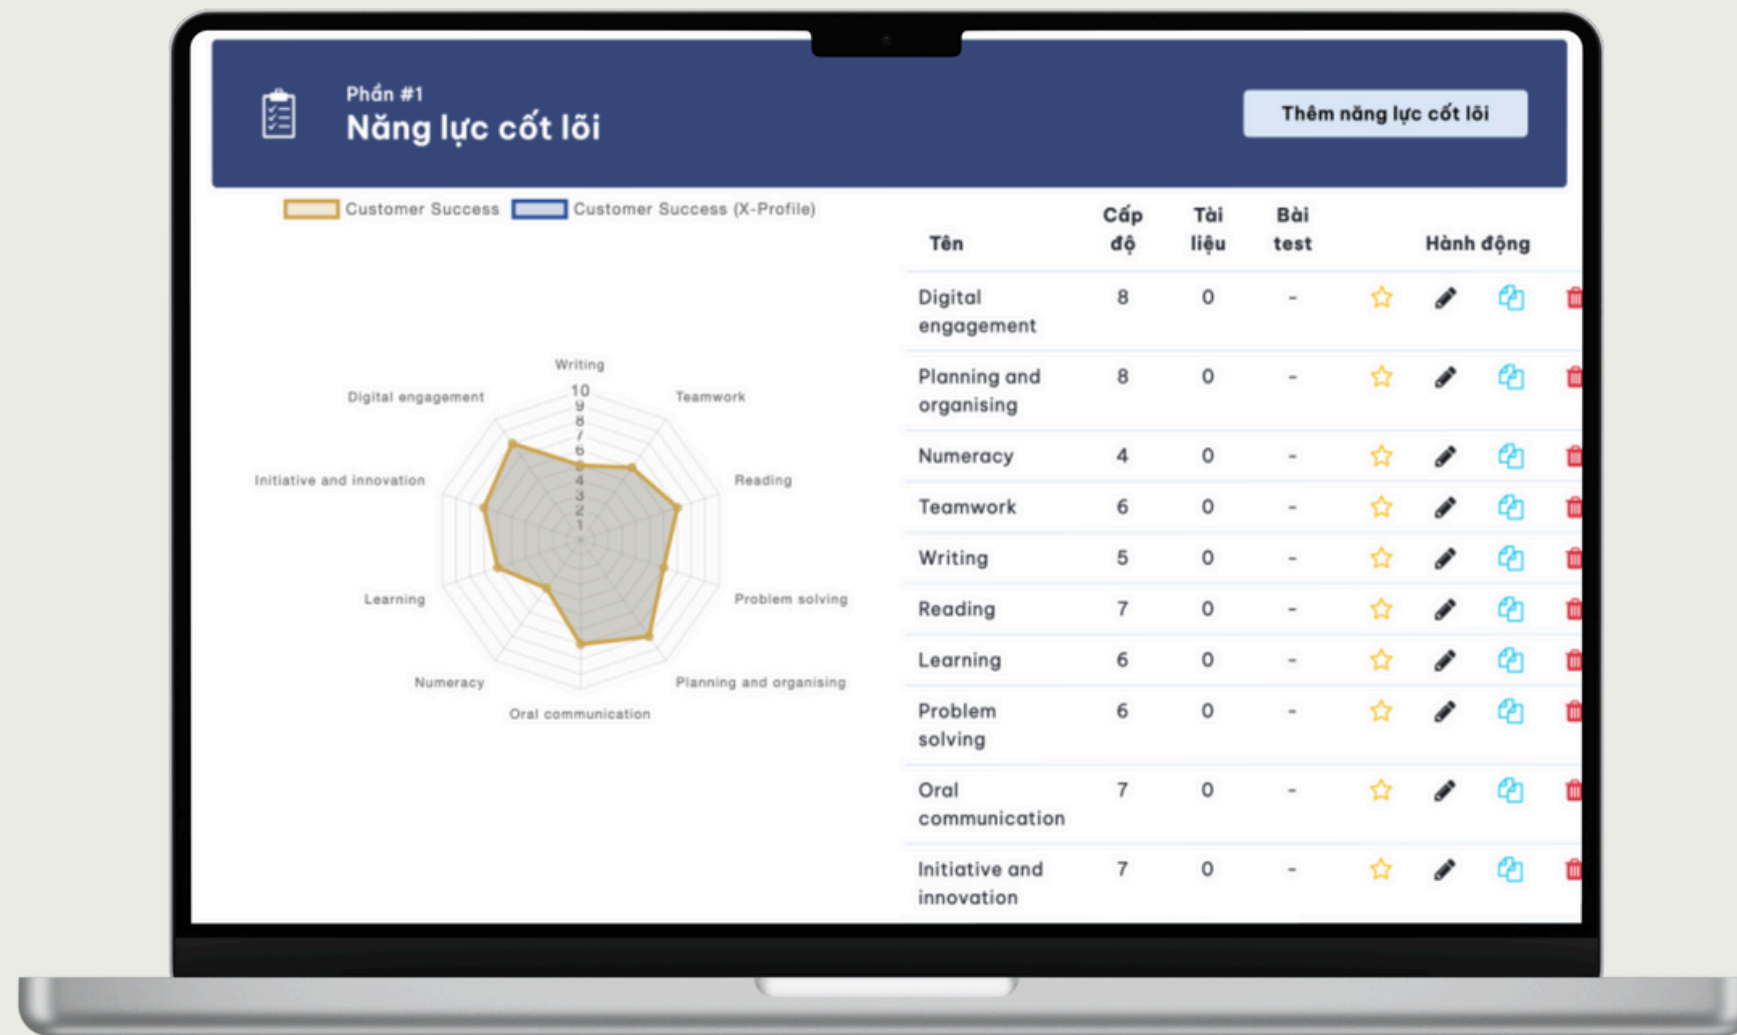 Phần #1
Năng lực cốt lõi
Thêm năng lực cốt lõi
Customer Success
Customer Success (X-Profile)
Writing
Teamwork
Reading
Problem solving
Planning and organising
Oral communication
Numeracy
Learning
Initiative and innovation
Digital engagement
10
9
8
7
6
5
4
3
2
1
Tên
Cấp
độ
Tài
liệu
Bài
test
Hành động
Digital
engagement
8
0
-
Planning and
organising
8
0
-
Numeracy 4 0 -
Teamwork 6 0 -
Writing 5 0 -
Reading 7 0 -
Learning 6 0 -
Problem
solving
6
0
-
Oral
communication
7
0
-
Initiative and
innovation
7
0
-